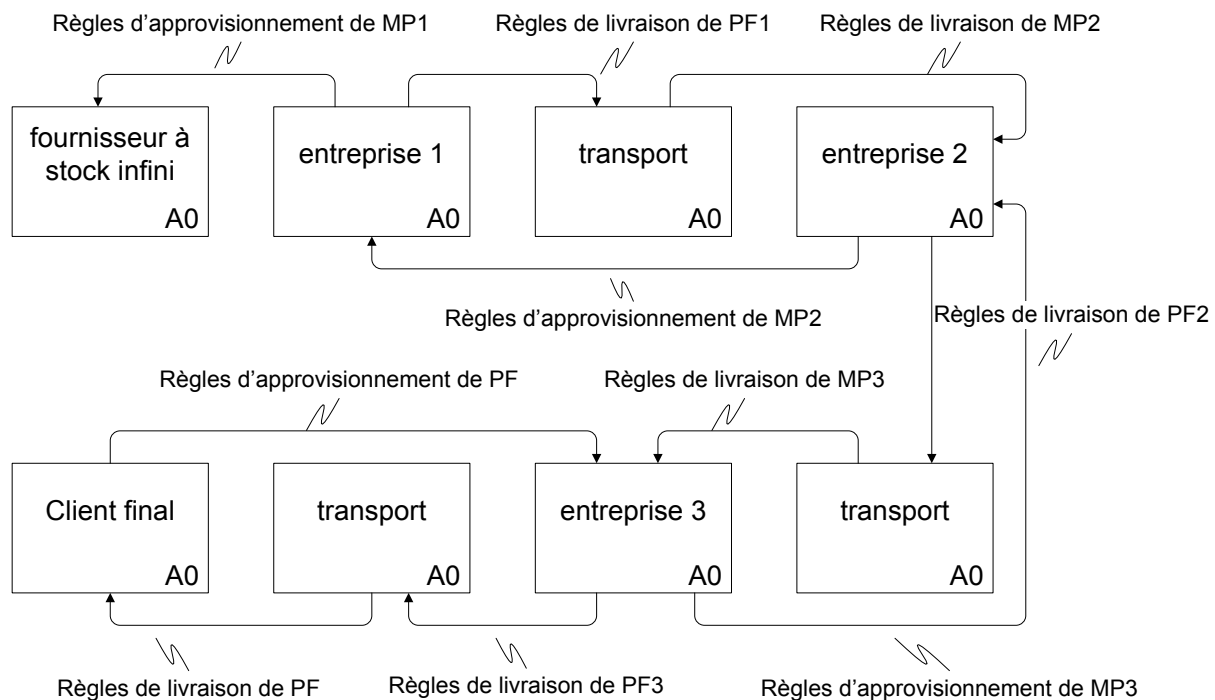 Règles d'approvisionnement de MP1
Règles de livraison de PF1
Règles de livraison de MP2
fournisseur à
stock infini
A0
entreprise 1
A0
transport
A0
entreprise 2
A0
Règles d'approvisionnement de MP2
Règles de livraison de PF2
Règles d'approvisionnement de PF
Règles de livraison de MP3
Client final
A0
transport
A0
entreprise 3
A0
transport
A0
Règles de livraison de PF
Règles de livraison de PF3
Règles d'approvisionnement de MP3